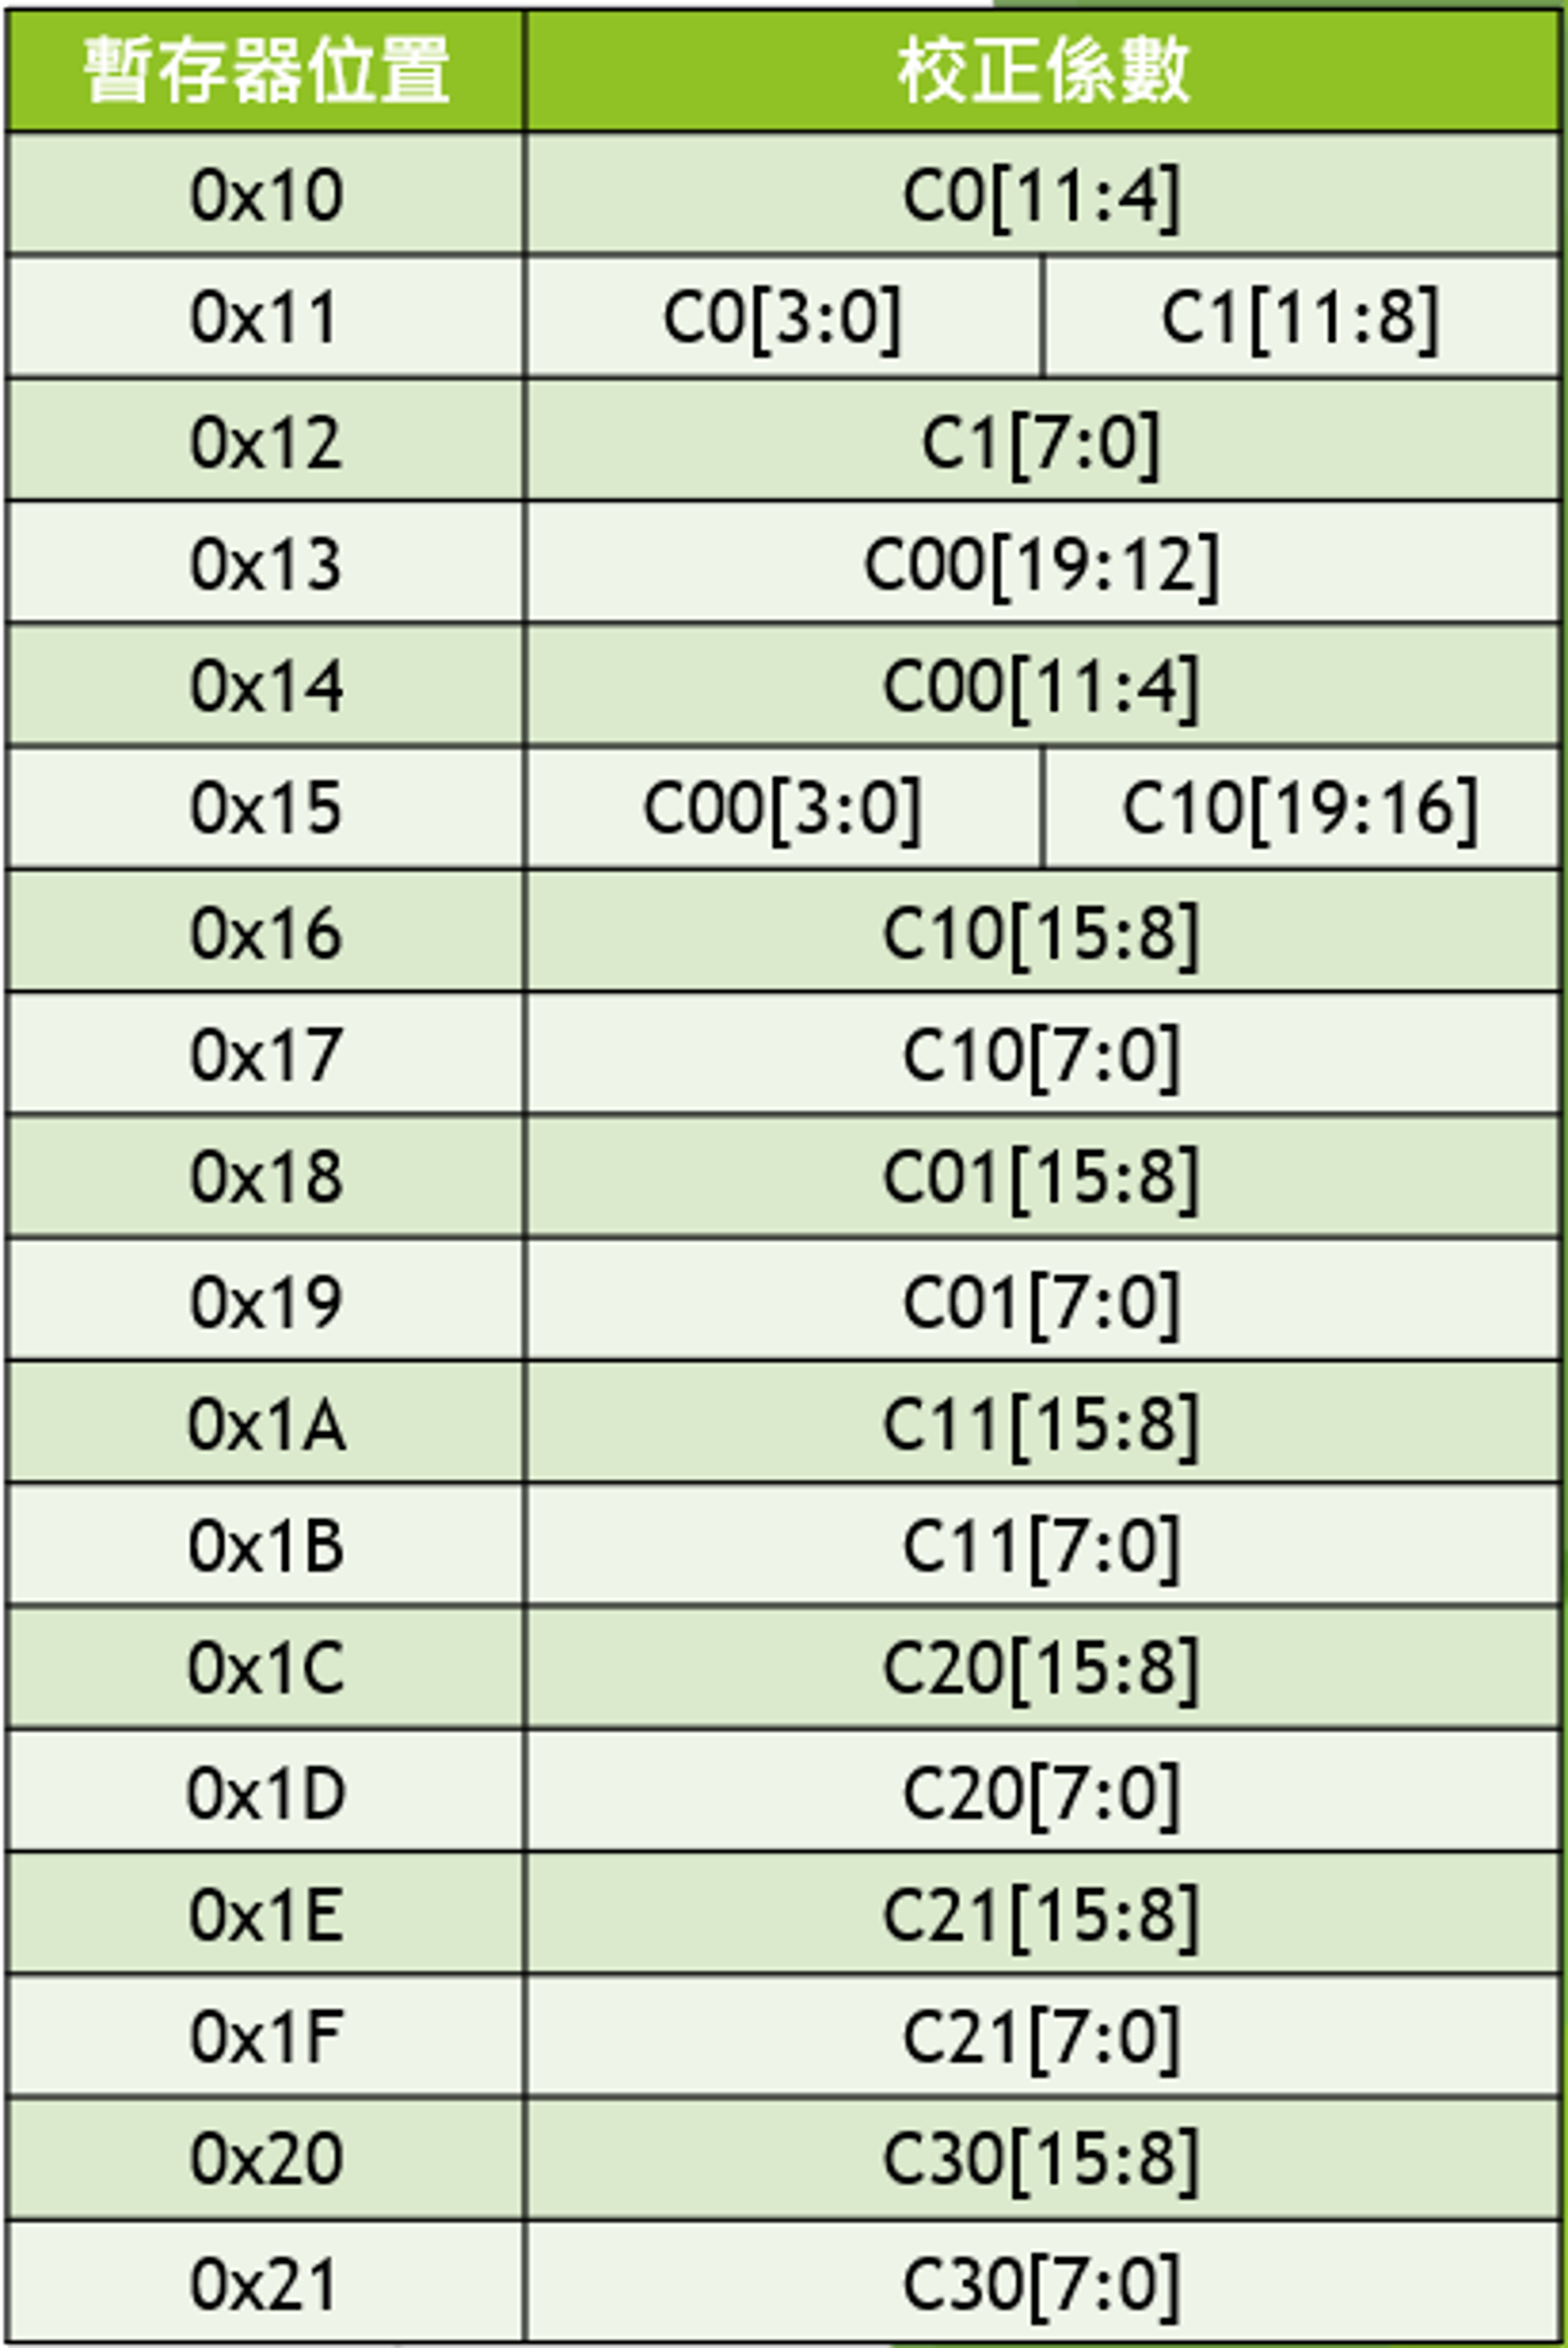 暫存器位置 校正係數
0x10 C0[11:4]
0x11 C0[3:0] C1[11:8]
0x12 C1[7:0]
0x13 C00[19:12]
0x14 C00[11:4]
0x15 C00[3:0] C10[19:16]
0x16 C10[15:8]
0x17 C10[7:0]
0x18 C01[15:8]
0x19 C01[7:0]
0x1A C11[15:8]
0x1B C11[7:0]
0x1C C20[15:8]
0x1D C20[7:0]
0x1E C21[15:8]
0x1F C21[7:0]
0x20 C30[15:8]
0x21 C30[7:0]